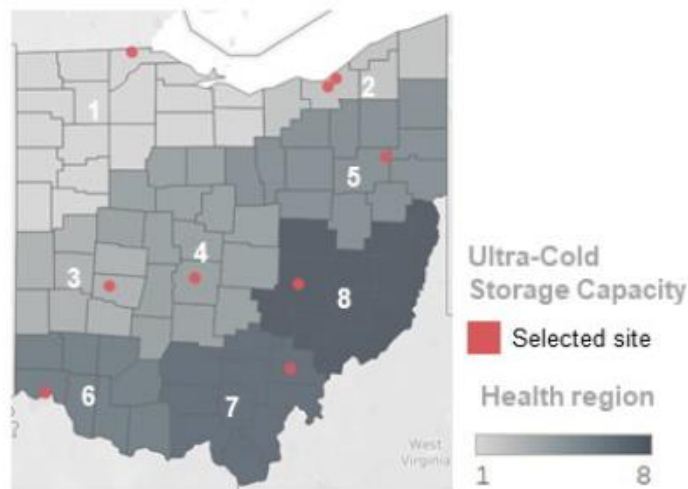 1
2
5
4
3
8
6
7
?
West
Virginia
Ultra-Cold
Storage Capacity
Selected site
Health region
1 8